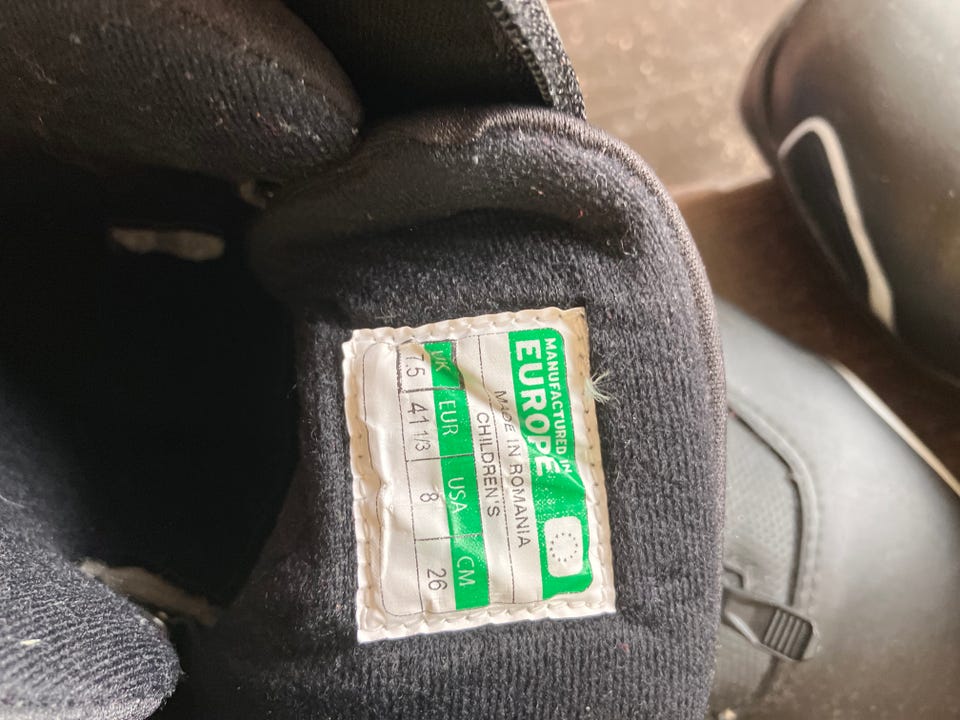 MANUFACTURED IN
EUROPE
MADE IN ROMANIA
CHILDREN'S
UK EUR USA CM
7.5 41 1/3 8 26